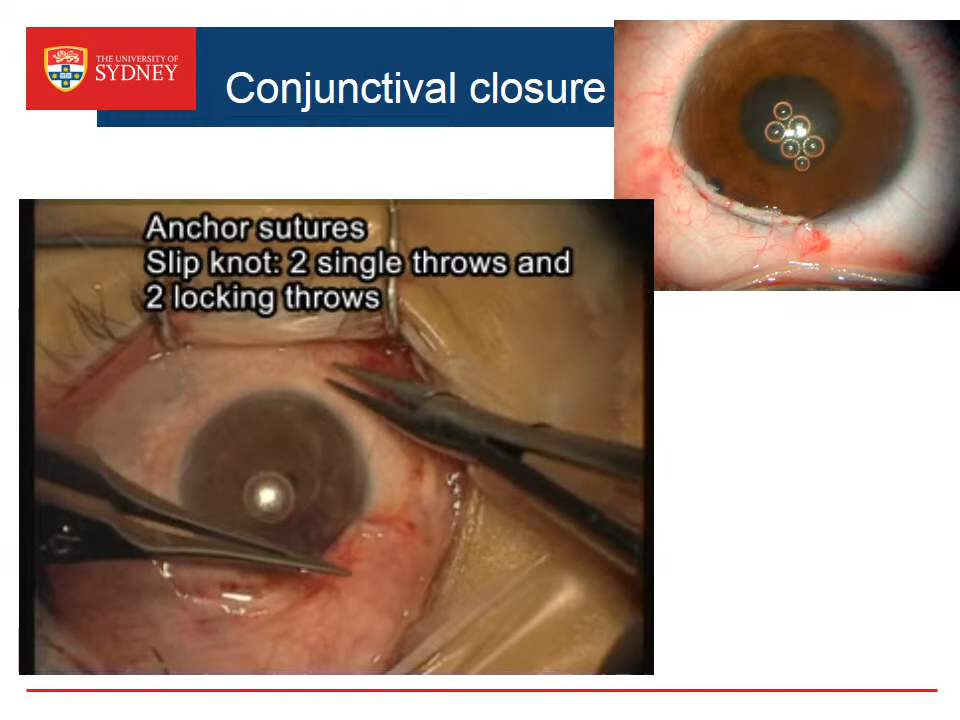 THE UNIVERSITY OF
SYDNEY
Conjunctival closure
Anchor sutures
Slip knot: 2 single throws and
2 locking throws